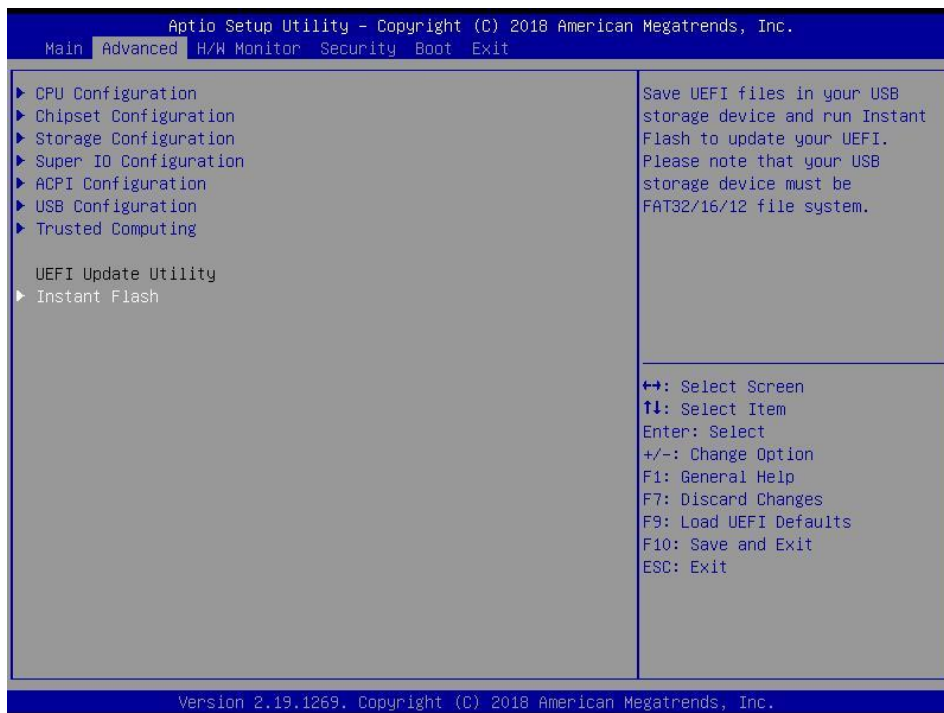 Aptio Setup Utility – Copyright (C) 2018 American Megatrends, Inc.
Main Advanced H/W Monitor Security Boot Exit
▶ CPU Configuration
▶ Chipset Configuration
▶ Storage Configuration
▶ Super IO Configuration
▶ ACPI Configuration
▶ USB Configuration
▶ Trusted Computing
UEFI Update Utility
▶ Instant Flash
Save UEFI files in your USB
storage device and run Instant
Flash to update your UEFI.
Please note that your USB
storage device must be
FAT32/16/12 file system.
↔: Select Screen
↑↓: Select Item
Enter: Select
+/-: Change Option
F1: General Help
F7: Discard Changes
F9: Load UEFI Defaults
F10: Save and Exit
ESC: Exit
Version 2.19.1269. Copyright (C) 2018 American Megatrends, Inc.